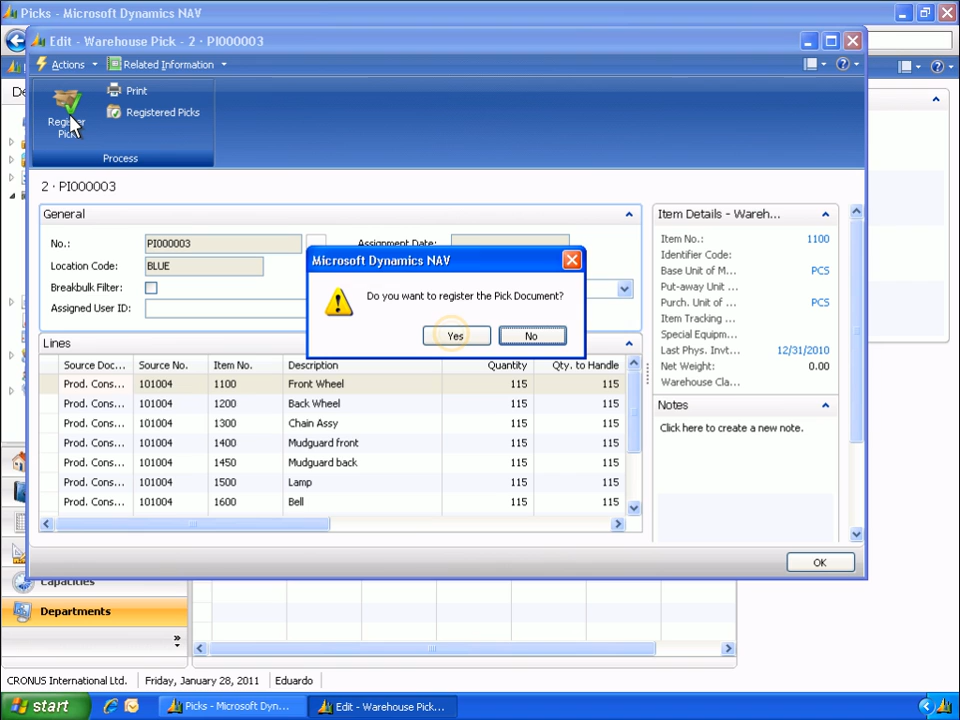 Picks - Microsoft Dynamics NAV
Edit - Warehouse Pick - 2 · PI000003
Actions
Related Information
Register
Pick
Print
Registered Picks
Process
2 · PI000003
General
No.: PI000003
Assignment Date:
Location Code: BLUE
Breakbulk Filter:
Assigned User ID:
Microsoft Dynamics NAV
Do you want to register the Pick Document?
Yes No
Lines
Source Doc... Source No. Item No. Description Quantity Qty. to Handle
Prod. Cons... 101004 1100 Front Wheel 115 115
Prod. Cons... 101004 1200 Back Wheel 115 115
Prod. Cons... 101004 1300 Chain Assy 115 115
Prod. Cons... 101004 1400 Mudguard front 115 115
Prod. Cons... 101004 1450 Mudguard back 115 115
Prod. Cons... 101004 1500 Lamp 115 115
Prod. Cons... 101004 1600 Bell 115 115
Item Details - Wareh...
Item No.: 1100
Identifier Code:
Base Unit of M... PCS
Put-away Unit ...
Purch. Unit of ... PCS
Item Tracking ...
Special Equipm...
Last Phys. Invt... 12/31/2010
Net Weight: 0.00
Warehouse Cla...
Notes
Click here to create a new note.
OK
Capacities
Departments
CRONUS International Ltd. Friday, January 28, 2011 Eduardo
start
Picks - Microsoft Dyn...
Edit - Warehouse Pick...